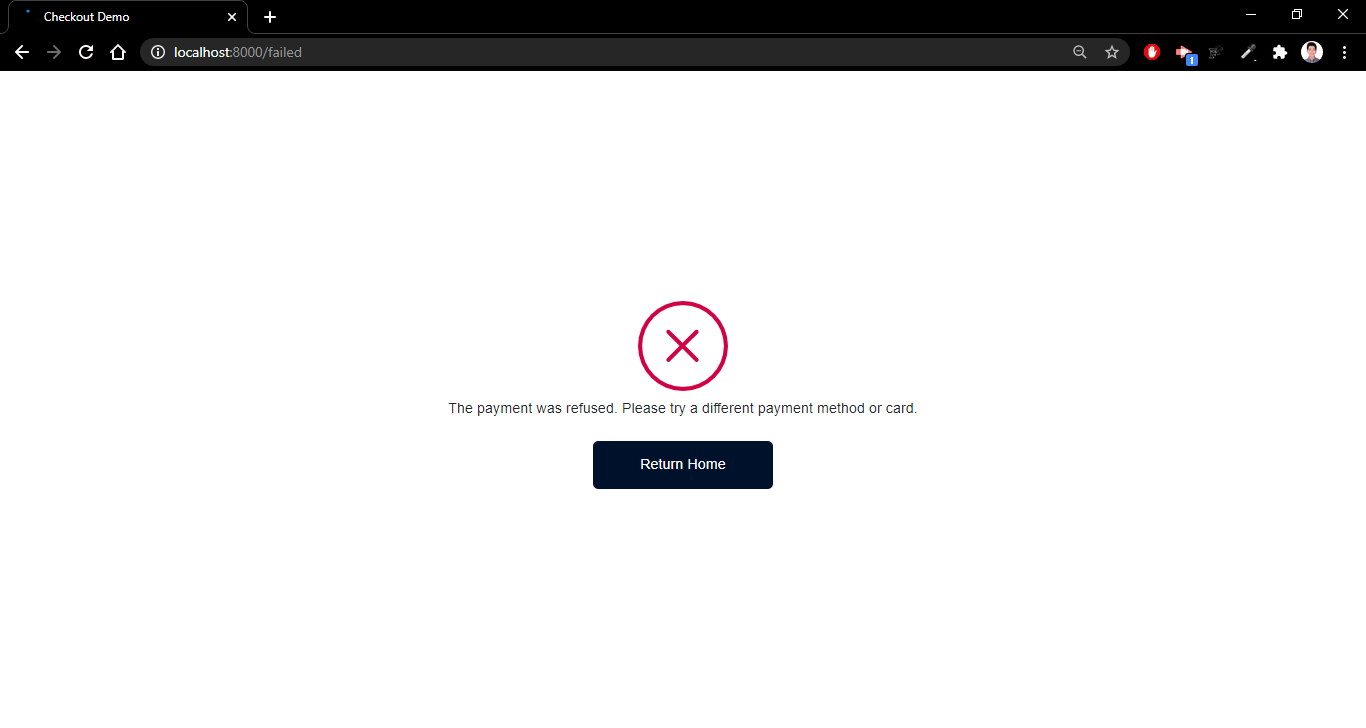 Checkout Demo
localhost:8000/failed
1
The payment was refused. Please try a different payment method or card.
Return Home